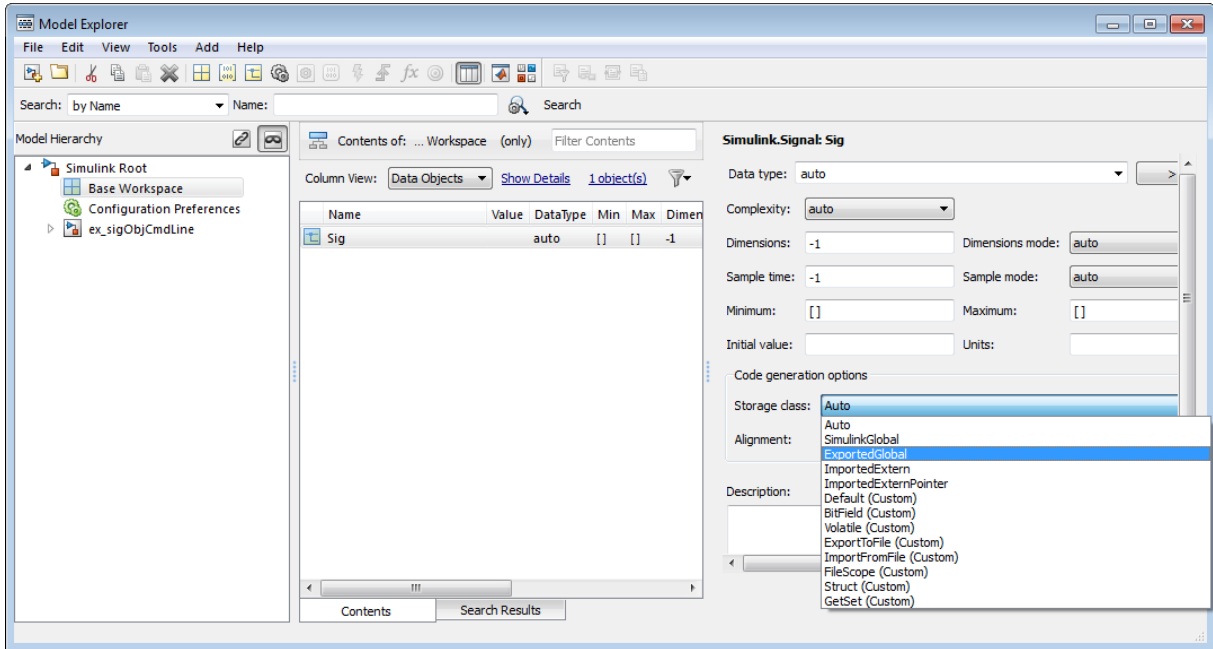 Model Explorer
File Edit View Tools Add Help
Search: by Name Name: Search
Model Hierarchy
Simulink Root
Base Workspace
Configuration Preferences
ex_sigObjCmdLine
Contents of: ... Workspace (only) Filter Contents
Column View: Data Objects Show Details 1 object(s)
Name Value DataType Min Max Dimen
Sig auto [] [] -1
Contents Search Results
Simulink.Signal: Sig
Data type: auto >
Complexity: auto
Dimensions: -1 Dimensions mode: auto
Sample time: -1 Sample mode: auto
Minimum: [] Maximum: []
Initial value: Units:
Code generation options
Storage class: Auto
Alignment:
Auto
SimulinkGlobal
ExportedGlobal
ImportedExtern
ImportedExternPointer
Default (Custom)
BitField (Custom)
Volatile (Custom)
ExportToFile (Custom)
ImportFromFile (Custom)
FileScope (Custom)
Struct (Custom)
GetSet (Custom)
Description: